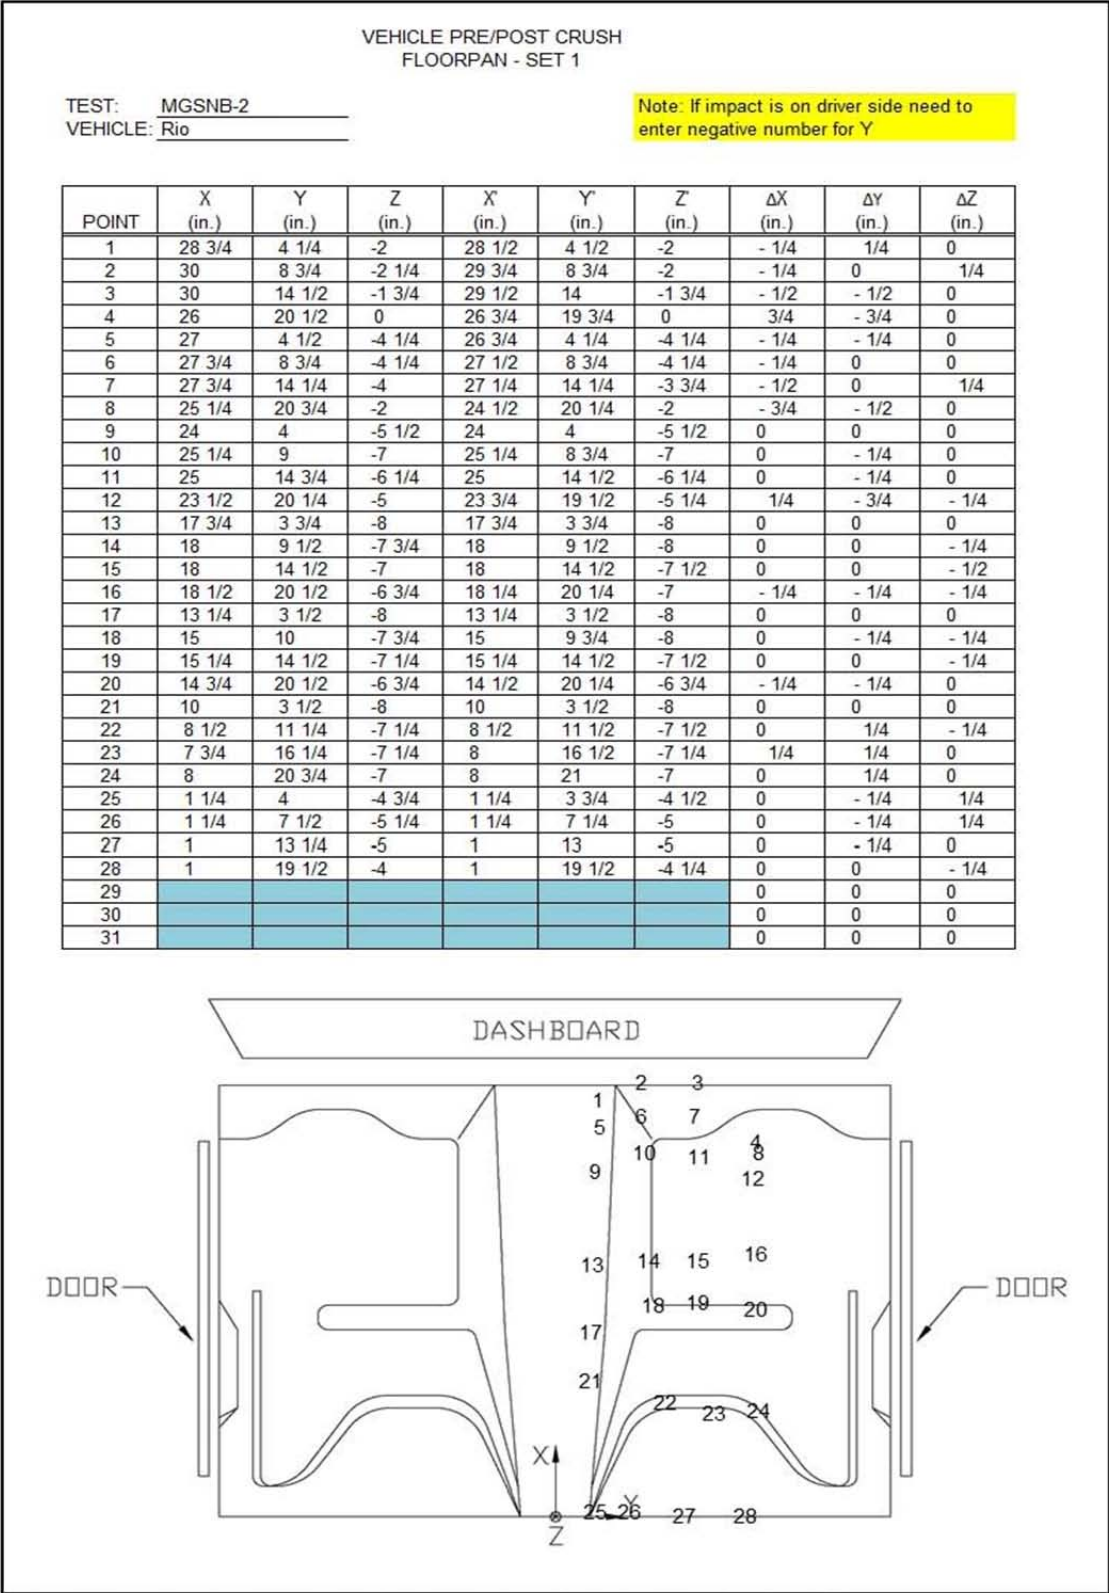 VEHICLE PRE/POST CRUSH
FLOORPAN - SET 1
TEST: MGSNB-2
VEHICLE: Rio
Note: If impact is on driver side need to
enter negative number for Y
POINT X (in.) Y (in.) Z (in.) X' (in.) Y' (in.) Z' (in.) ΔX (in.) ΔY (in.) ΔZ (in.)
1 28 3/4 4 1/4 -2 28 1/2 4 1/2 -2 - 1/4 1/4 0
2 30 8 3/4 -2 1/4 29 3/4 8 3/4 -2 - 1/4 0 1/4
3 30 14 1/2 -1 3/4 29 1/2 14 -1 3/4 - 1/2 - 1/2 0
4 26 20 1/2 0 26 3/4 19 3/4 0 3/4 - 3/4 0
5 27 4 1/2 -4 1/4 26 3/4 4 1/4 -4 1/4 - 1/4 - 1/4 0
6 27 3/4 8 3/4 -4 1/4 27 1/2 8 3/4 -4 1/4 - 1/4 0 0
7 27 3/4 14 1/4 -4 27 1/4 14 1/4 -3 3/4 - 1/2 0 1/4
8 25 1/4 20 3/4 -2 24 1/2 20 1/4 -2 - 3/4 - 1/2 0
9 24 4 -5 1/2 24 4 -5 1/2 0 0 0
10 25 1/4 9 -7 25 1/4 8 3/4 -7 0 - 1/4 0
11 25 14 3/4 -6 1/4 25 14 1/2 -6 1/4 0 - 1/4 0
12 23 1/2 20 1/4 -5 23 3/4 19 1/2 -5 1/4 1/4 - 3/4 - 1/4
13 17 3/4 3 3/4 -8 17 3/4 3 3/4 -8 0 0 0
14 18 9 1/2 -7 3/4 18 9 1/2 -8 0 0 - 1/4
15 18 14 1/2 -7 18 14 1/2 -7 1/2 0 0 - 1/2
16 18 1/2 20 1/2 -6 3/4 18 1/4 20 1/4 -7 - 1/4 - 1/4 - 1/4
17 13 1/4 3 1/2 -8 13 1/4 3 1/2 -8 0 0 0
18 15 10 -7 3/4 15 9 3/4 -8 0 - 1/4 - 1/4
19 15 1/4 14 1/2 -7 1/4 15 1/4 14 1/2 -7 1/2 0 0 - 1/4
20 14 3/4 20 1/2 -6 3/4 14 1/2 20 1/4 -6 3/4 - 1/4 - 1/4 0
21 10 3 1/2 -8 10 3 1/2 -8 0 0 0
22 8 1/2 11 1/4 -7 1/4 8 1/2 11 1/2 -7 1/2 0 1/4 - 1/4
23 7 3/4 16 1/4 -7 1/4 8 16 1/2 -7 1/4 1/4 1/4 0
24 8 20 3/4 -7 8 21 -7 0 1/4 0
25 1 1/4 4 -4 3/4 1 1/4 3 3/4 -4 1/2 0 - 1/4 1/4
26 1 1/4 7 1/2 -5 1/4 1 1/4 7 1/4 -5 0 - 1/4 1/4
27 1 13 1/4 -5 1 13 -5 0 - 1/4 0
28 1 19 1/2 -4 1 19 1/2 -4 1/4 0 0 - 1/4
29 0 0 0
30 0 0 0
31 0 0 0
DASHBOARD
2 3
1
6 7
5
4
10 11 8
9 12
13 14 15 16
DOOR DOOR
18 19 20
17
21
22 23 24
X
25 26 Y 27 28
Z